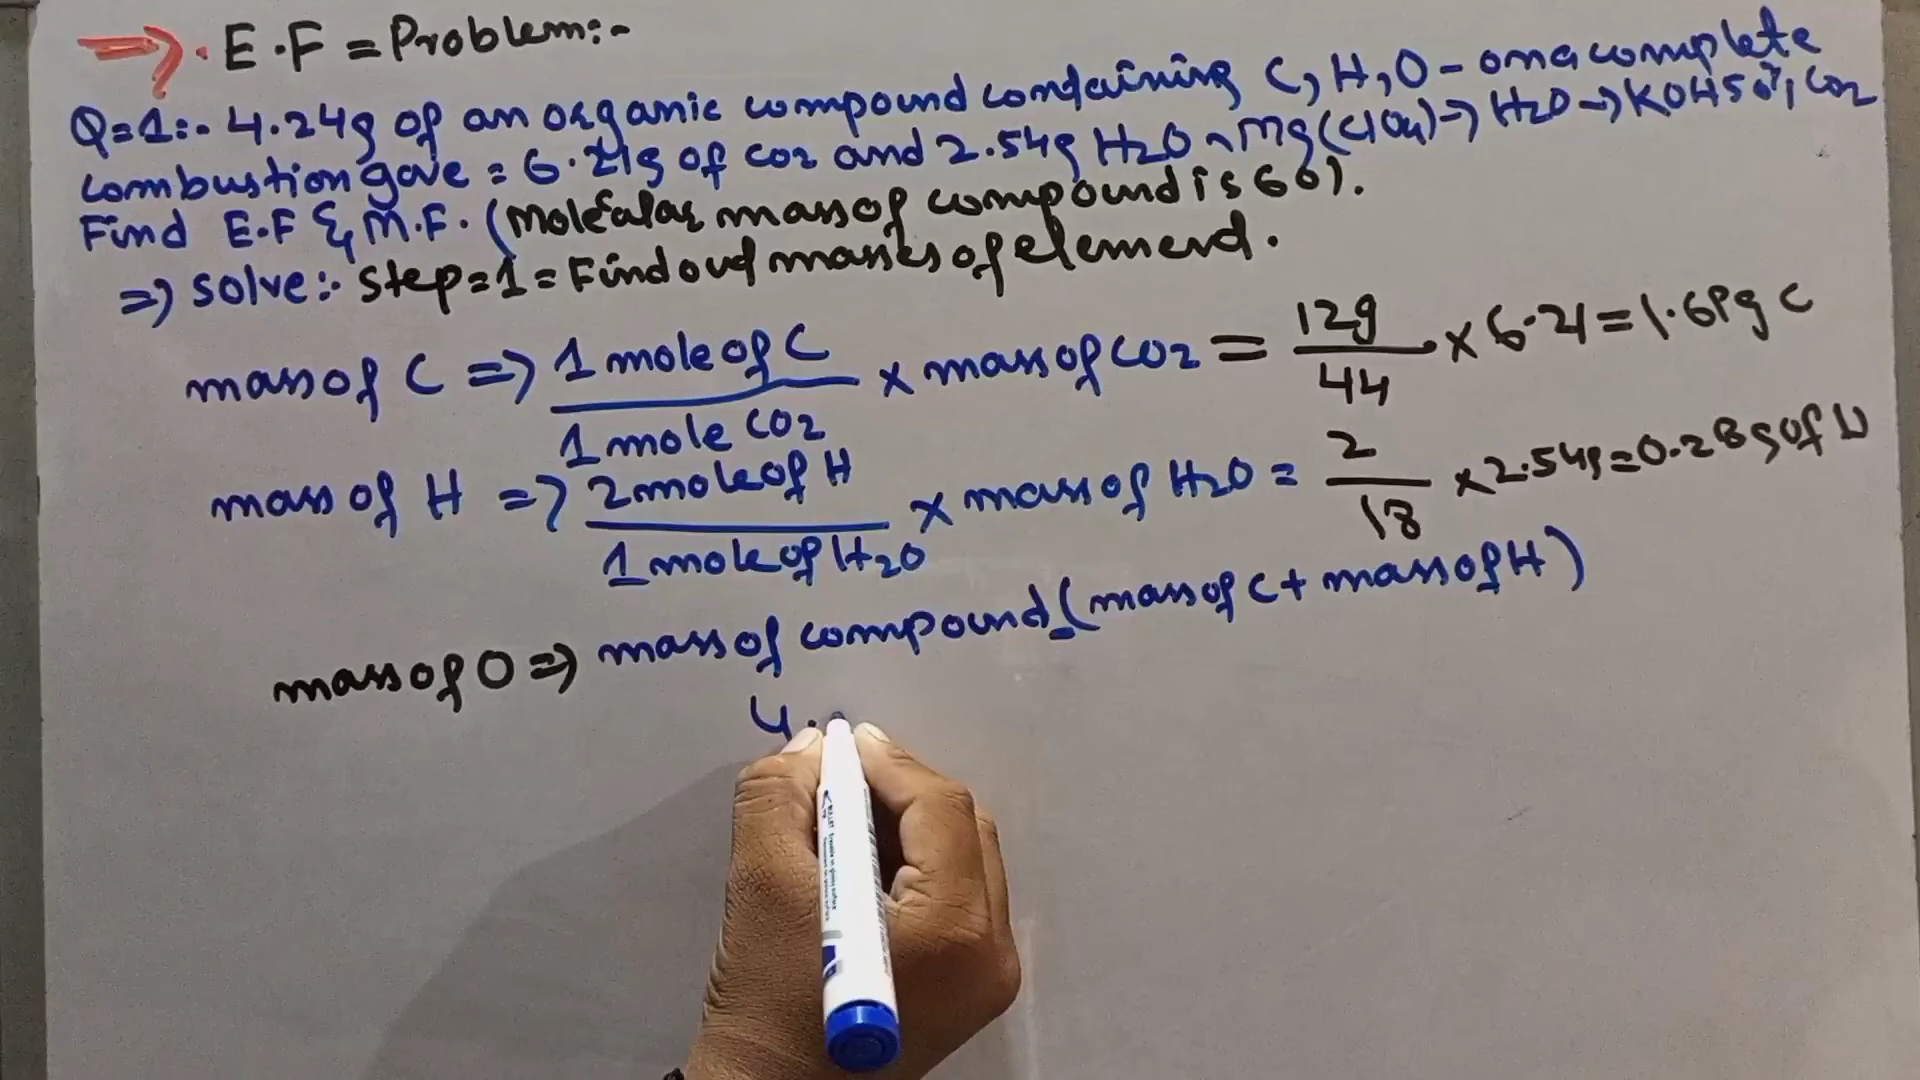 E.F = Problem:-
Q=1:- 4.24g of an organic compound containing C, H, O - on a complete
combustion gave = 6.21g of CO2 and 2.54g H2O Mg(ClO4) → H2O → KOH 50%, CO2
Find E.F & M.F. (Molecular mass of compound is 60).
⇒ Solve:- Step=1 = Find out masses of element.
mass of C ⇒ 1 mole of C / 1 mole CO2 × mass of CO2 = 12g / 44 × 6.21 = 1.69g C
mass of H ⇒ 2 mole of H / 1 mole of H2O × mass of H2O = 2 / 18 × 2.54g = 0.28g of H
mass of O ⇒ mass of compound - (mass of C + mass of H)
4.